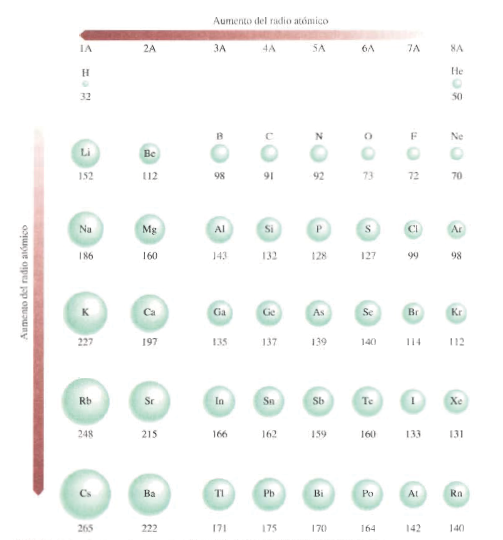 Aumento del radio atómico
1A 2A 3A 4A 5A 6A 7A 8A
H He
32 50
B C N O F Ne
Li Be
152 112 98 91 92 73 72 70
Na Mg Al Si P S Cl Ar
186 160 143 132 128 127 99 98
Aumento del radio atómico
K Ca Ga Ge As Se Br Kr
227 197 135 137 139 140 114 112
Rb Sr In Sn Sb Te I Xe
248 215 166 162 159 160 133 131
Cs Ba Tl Pb Bi Po At Rn
265 222 171 175 170 164 142 140